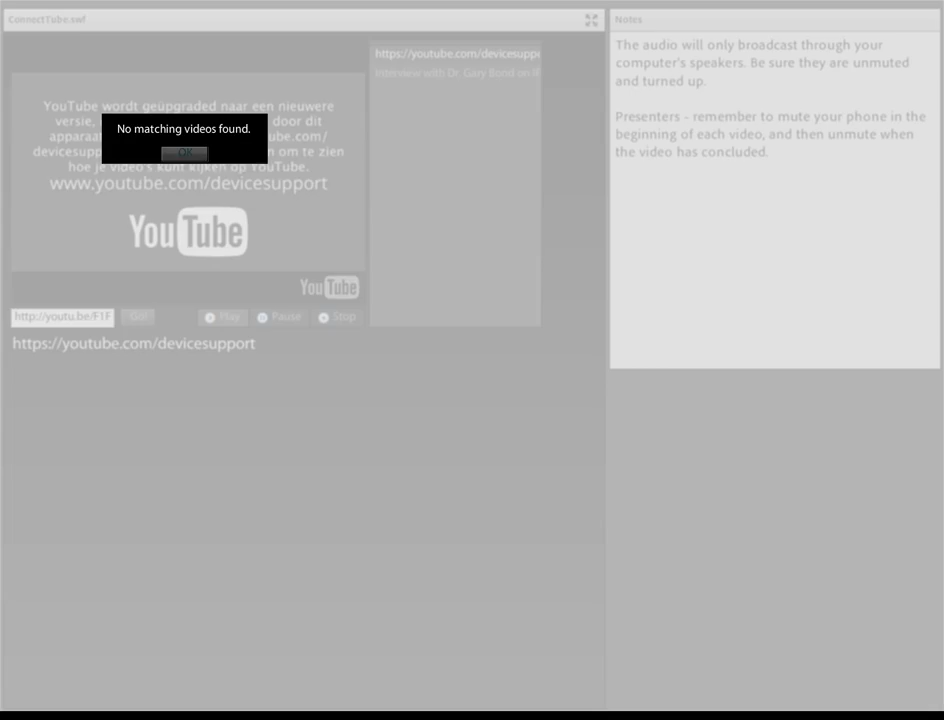 ConnectTube.swf
YouTube wordt geüpgraded naar een nieuwere
versie, door dit
apparaat ube.com/
devicesupp n om te zien
hoe je video's kunt kijken op YouTube.
www.youtube.com/devicesupport
YouTube
YouTube
No matching videos found.
OK
https://youtube.com/devicesuppo
Interview with Dr. Gary Bond on IP
http://youtu.be/F1F
Go!
Play
Pause
Stop
https://youtube.com/devicesupport
Notes
The audio will only broadcast through your
computer's speakers. Be sure they are unmuted
and turned up.
Presenters - remember to mute your phone in the
beginning of each video, and then unmute when
the video has concluded.